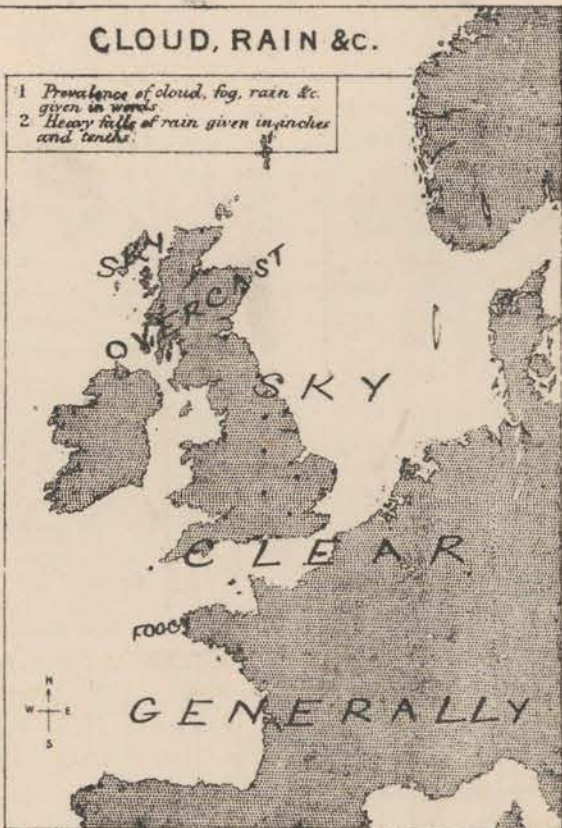 CLOUD, RAIN &c.
1 Prevalence of cloud, fog, rain &c.
given in words
2 Heavy falls of rain given in inches
and tenths.
SKY
OVERCAST
SKY
CLEAR
FOGGY
N
W E
S
GENERALLY